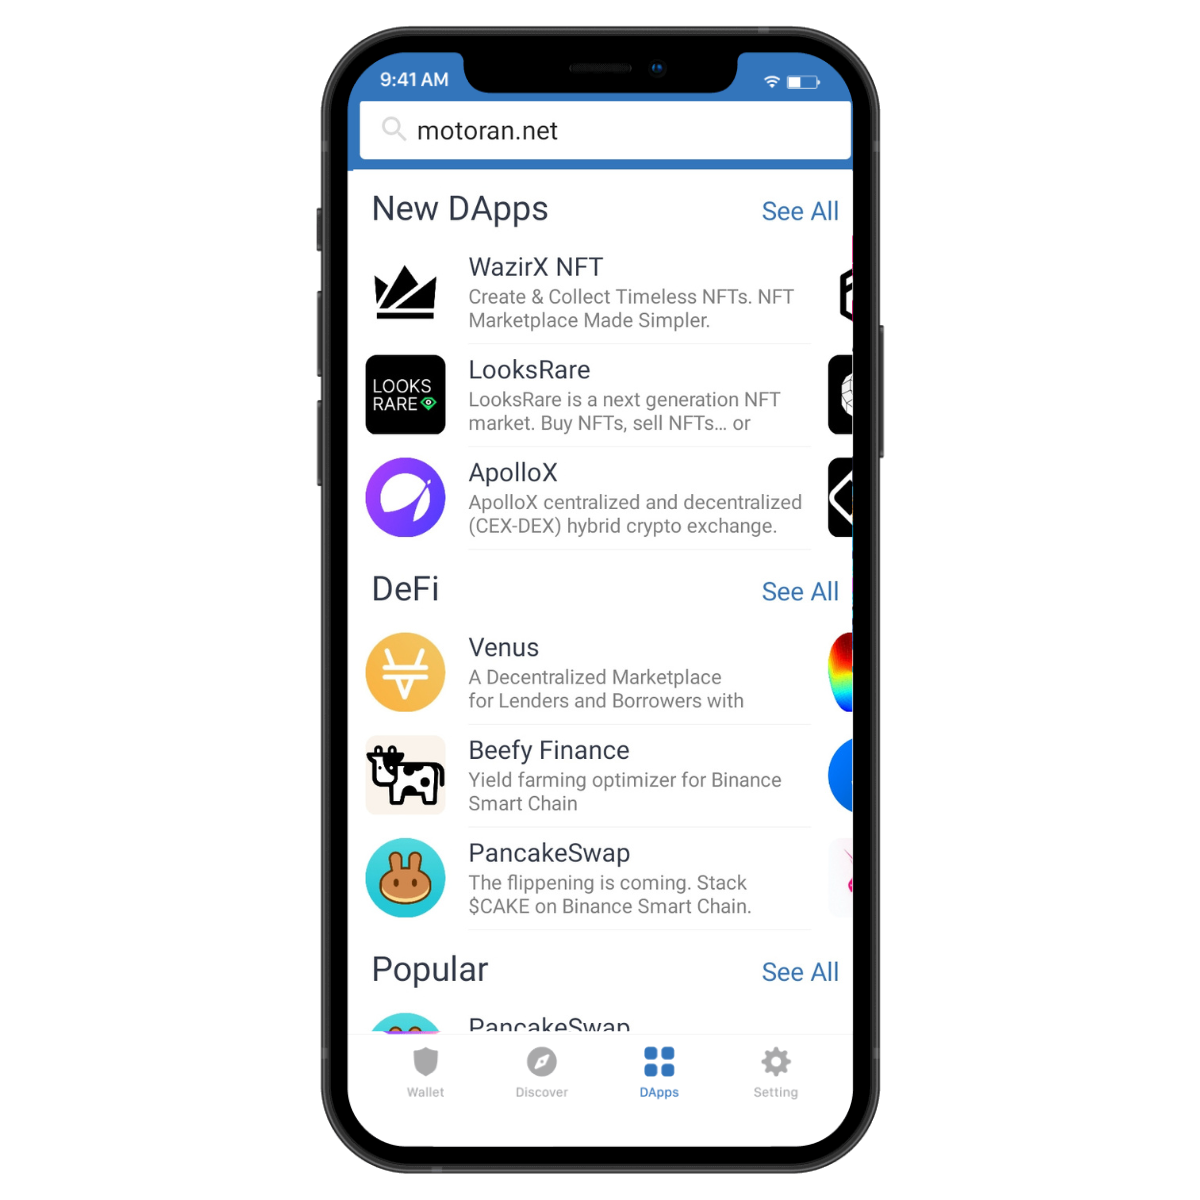 9:41 AM
motoran.net
New DApps
See All
WazirX NFT
Create & Collect Timeless NFTs. NFT
Marketplace Made Simpler.
LOOKS
RARE
LooksRare
LooksRare is a next generation NFT
market. Buy NFTs, sell NFTs... or
ApolloX
ApolloX centralized and decentralized
(CEX-DEX) hybrid crypto exchange.
DeFi
See All
Venus
A Decentralized Marketplace
for Lenders and Borrowers with
Beefy Finance
Yield farming optimizer for Binance
Smart Chain
PancakeSwap
The flippening is coming. Stack
$CAKE on Binance Smart Chain.
Popular
See All
PancakeSwap
Wallet
Discover
DApps
Setting